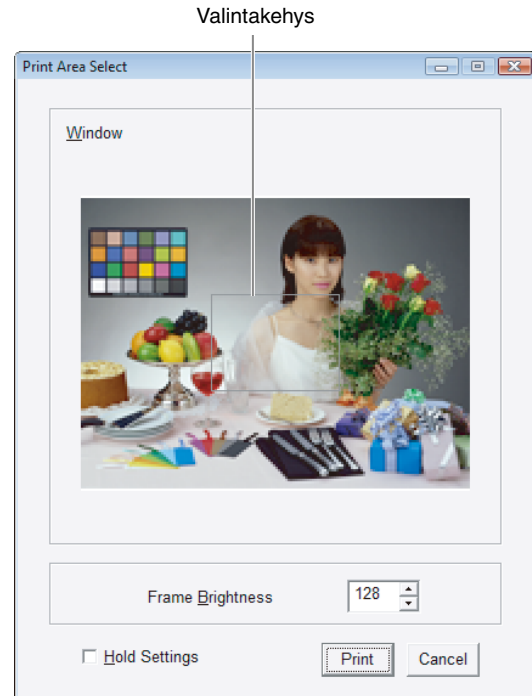 Valintakehys
Print Area Select
Window
Frame Brightness
128
Hold Settings
Print
Cancel